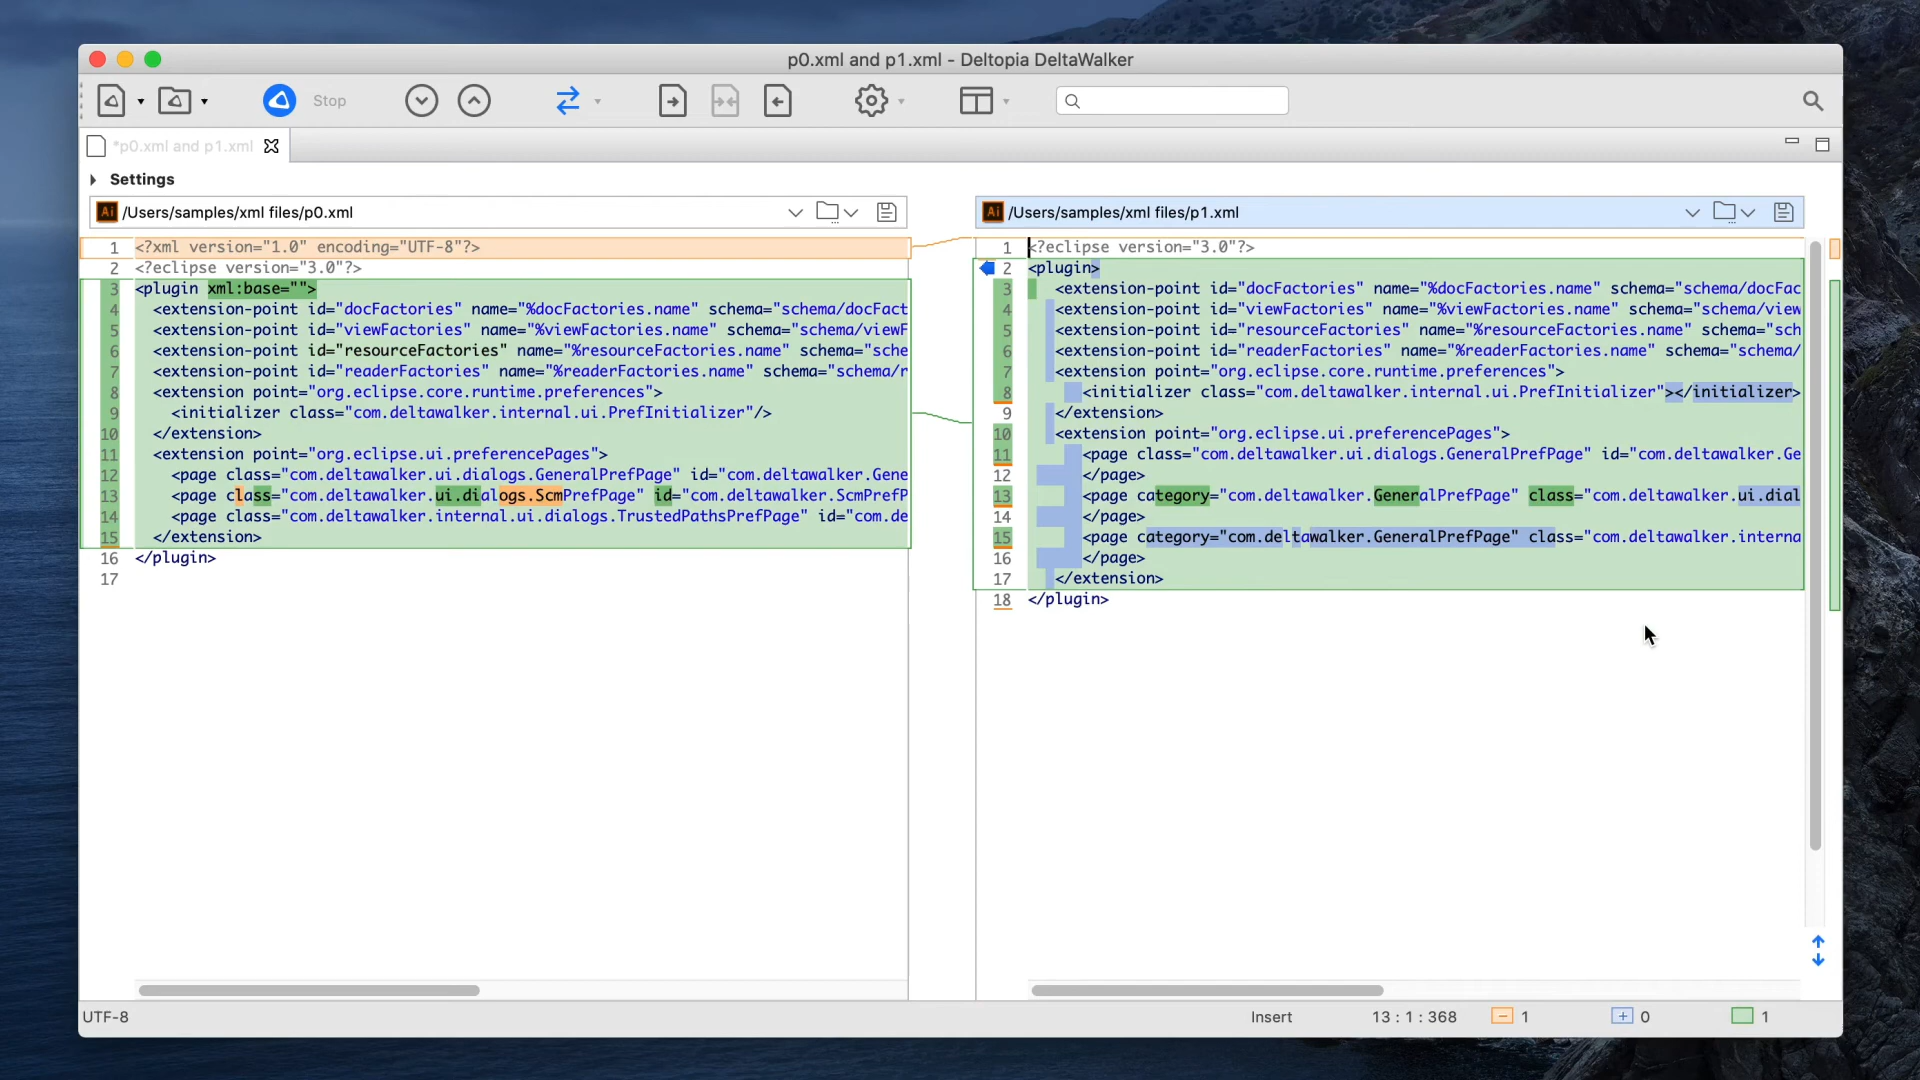 p0.xml and p1.xml - Deltopia DeltaWalker
Stop
*p0.xml and p1.xml
Settings
Ai /Users/samples/xml files/p0.xml
1 <?xml version="1.0" encoding="UTF-8"?>
2 <?eclipse version="3.0"?>
3 <plugin xml:base="">
4 <extension-point id="docFactories" name="%docFactories.name" schema="schema/docFact
5 <extension-point id="viewFactories" name="%viewFactories.name" schema="schema/viewF
6 <extension-point id="resourceFactories" name="%resourceFactories.name" schema="sche
7 <extension-point id="readerFactories" name="%readerFactories.name" schema="schema/r
8 <extension point="org.eclipse.core.runtime.preferences">
9 <initializer class="com.deltawalker.internal.ui.PrefInitializer"/>
10 </extension>
11 <extension point="org.eclipse.ui.preferencePages">
12 <page class="com.deltawalker.ui.dialogs.GeneralPrefPage" id="com.deltawalker.Gene
13 <page class="com.deltawalker.ui.dialogs.ScmPrefPage" id="com.deltawalker.ScmPrefP
14 <page class="com.deltawalker.internal.ui.dialogs.TrustedPathsPrefPage" id="com.de
15 </extension>
16 </plugin>
17
Ai /Users/samples/xml files/p1.xml
1 <?eclipse version="3.0"?>
2 <plugin>
3 <extension-point id="docFactories" name="%docFactories.name" schema="schema/docFac
4 <extension-point id="viewFactories" name="%viewFactories.name" schema="schema/view
5 <extension-point id="resourceFactories" name="%resourceFactories.name" schema="sch
6 <extension-point id="readerFactories" name="%readerFactories.name" schema="schema/
7 <extension point="org.eclipse.core.runtime.preferences">
8 <initializer class="com.deltawalker.internal.ui.PrefInitializer"></initializer>
9 </extension>
10 <extension point="org.eclipse.ui.preferencePages">
11 <page class="com.deltawalker.ui.dialogs.GeneralPrefPage" id="com.deltawalker.Ge
12 </page>
13 <page category="com.deltawalker.GeneralPrefPage" class="com.deltawalker.ui.dial
14 </page>
15 <page category="com.deltawalker.GeneralPrefPage" class="com.deltawalker.interna
16 </page>
17 </extension>
18 </plugin>
UTF-8
Insert
13 : 1 : 368
1
0
1